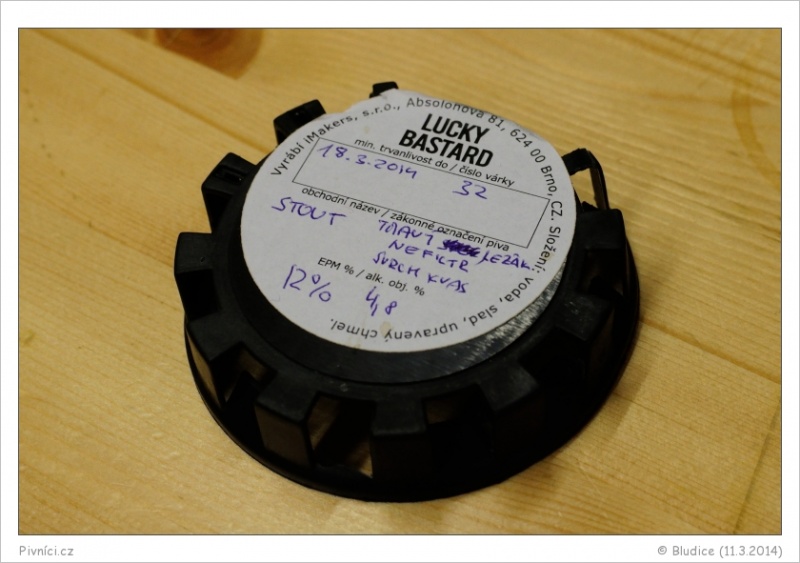 Vyrábí iMakers, s.r.o., Absolonova 81, 624 00 Brno, CZ. Složení: voda, slad, upravený chmel.
LUCKY
BASTARD
min. trvanlivost do / číslo várky
18.3.2014 32
obchodní název / zákonné označení piva
STOUT TMAVÝ LEŽÁK
NEFILTR
SVRCH KVAS
EPM % / alk. obj. %
12% 4,8
Pivníci.cz
© Bludice (11.3.2014)